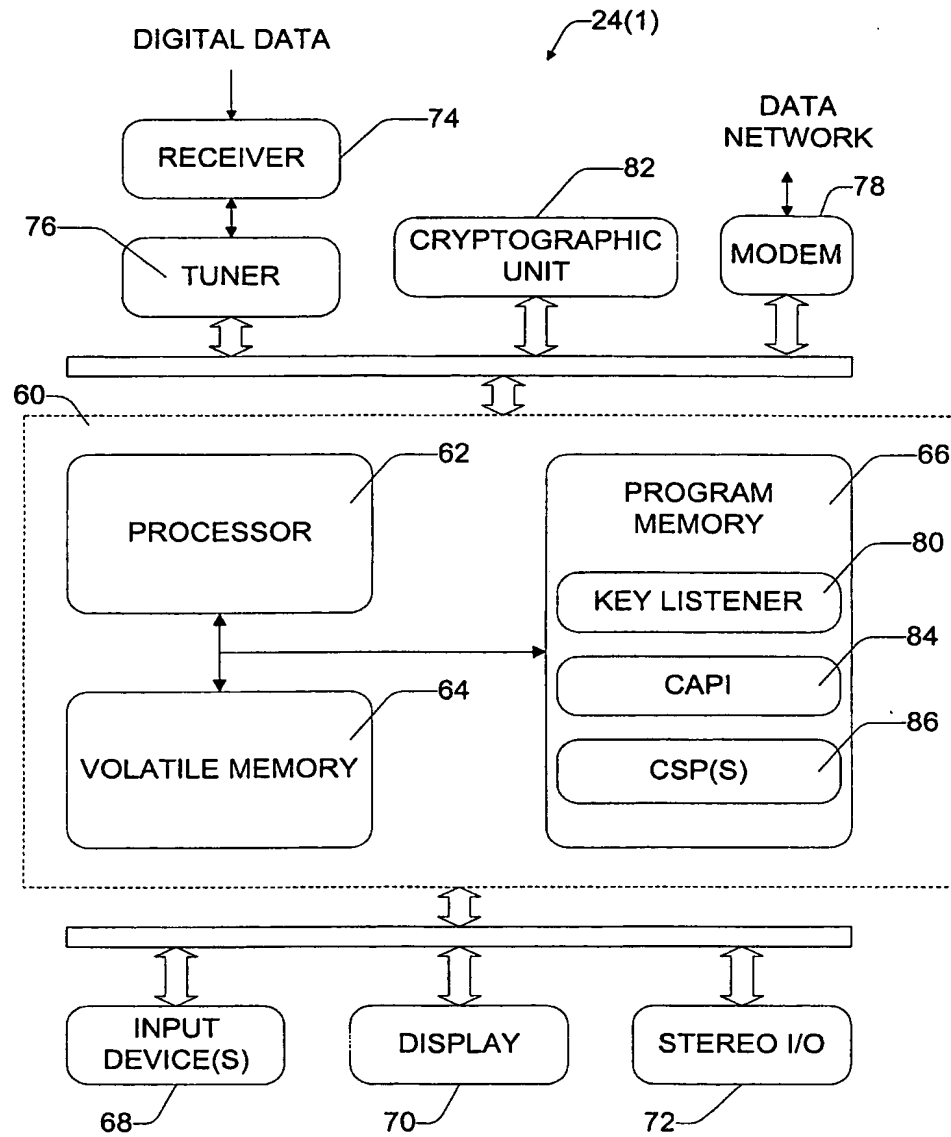 24(1)
DIGITAL DATA
DATA
NETWORK
74
RECEIVER
82
78
76
TUNER
CRYPTOGRAPHIC
UNIT
MODEM
60
62
66
PROCESSOR
PROGRAM
MEMORY
80
KEY LISTENER
64
84
CAPI
VOLATILE MEMORY
86
CSP(S)
INPUT
DEVICE(S)
DISPLAY
STEREO I/O
68
70
72